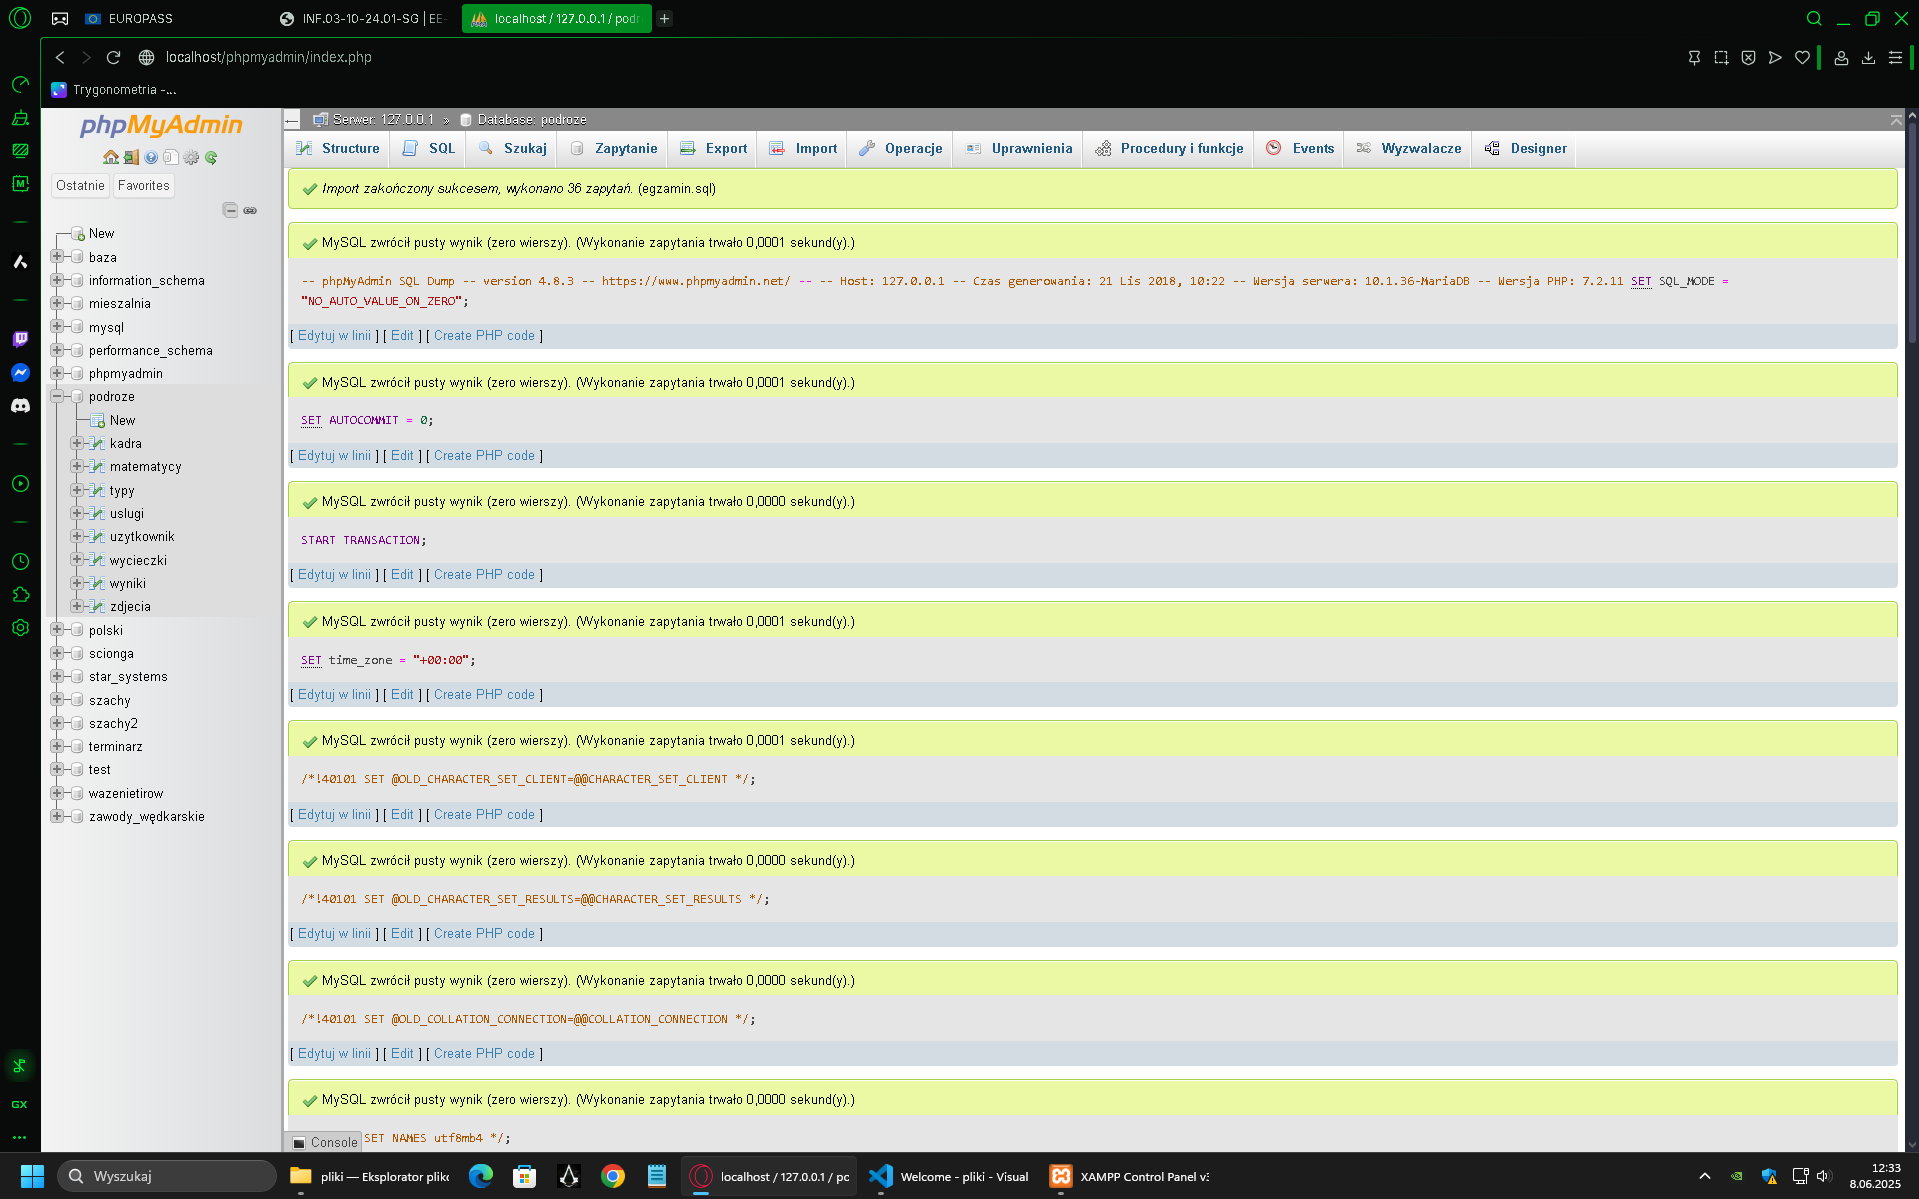 EUROPASS
INF.03-10-24.01-SG | EE-
localhost / 127.0.0.1 / podr
localhost/phpmyadmin/index.php
Trygonometria -...
phpMyAdmin
Ostatnie
Favorites
New
baza
information_schema
mieszalnia
mysql
performance_schema
phpmyadmin
podroze
New
kadra
matematycy
typy
uslugi
uzytkownik
wycieczki
wyniki
zdjecia
polski
scionga
star_systems
szachy
szachy2
terminarz
test
wazenietirow
zawody_wędkarskie
Serwer: 127.0.0.1 » Database: podroze
Structure SQL Szukaj Zapytanie Export Import Operacje Uprawnienia Procedury i funkcje Events Wyzwalacze Designer
Import zakończony sukcesem, wykonano 36 zapytań. (egzamin.sql)
MySQL zwrócił pusty wynik (zero wierszy). (Wykonanie zapytania trwało 0,0001 sekund(y).)
-- phpMyAdmin SQL Dump -- version 4.8.3 -- https://www.phpmyadmin.net/ -- -- Host: 127.0.0.1 -- Czas generowania: 21 Lis 2018, 10:22 -- Wersja serwera: 10.1.36-MariaDB -- Wersja PHP: 7.2.11 SET SQL_MODE =
"NO_AUTO_VALUE_ON_ZERO";
[ Edytuj w linii ] [ Edit ] [ Create PHP code ]
MySQL zwrócił pusty wynik (zero wierszy). (Wykonanie zapytania trwało 0,0001 sekund(y).)
SET AUTOCOMMIT = 0;
[ Edytuj w linii ] [ Edit ] [ Create PHP code ]
MySQL zwrócił pusty wynik (zero wierszy). (Wykonanie zapytania trwało 0,0000 sekund(y).)
START TRANSACTION;
[ Edytuj w linii ] [ Edit ] [ Create PHP code ]
MySQL zwrócił pusty wynik (zero wierszy). (Wykonanie zapytania trwało 0,0001 sekund(y).)
SET time_zone = "+00:00";
[ Edytuj w linii ] [ Edit ] [ Create PHP code ]
MySQL zwrócił pusty wynik (zero wierszy). (Wykonanie zapytania trwało 0,0001 sekund(y).)
/*!40101 SET @OLD_CHARACTER_SET_CLIENT=@@CHARACTER_SET_CLIENT */;
[ Edytuj w linii ] [ Edit ] [ Create PHP code ]
MySQL zwrócił pusty wynik (zero wierszy). (Wykonanie zapytania trwało 0,0000 sekund(y).)
/*!40101 SET @OLD_CHARACTER_SET_RESULTS=@@CHARACTER_SET_RESULTS */;
[ Edytuj w linii ] [ Edit ] [ Create PHP code ]
MySQL zwrócił pusty wynik (zero wierszy). (Wykonanie zapytania trwało 0,0000 sekund(y).)
/*!40101 SET @OLD_COLLATION_CONNECTION=@@COLLATION_CONNECTION */;
[ Edytuj w linii ] [ Edit ] [ Create PHP code ]
MySQL zwrócił pusty wynik (zero wierszy). (Wykonanie zapytania trwało 0,0000 sekund(y).)
Console SET NAMES utf8mb4 */;
GX
Wyszukaj
pliki — Eksplorator pliko
localhost / 127.0.0.1 / po
Welcome - pliki - Visual
XAMPP Control Panel v3
12:33
8.06.2025